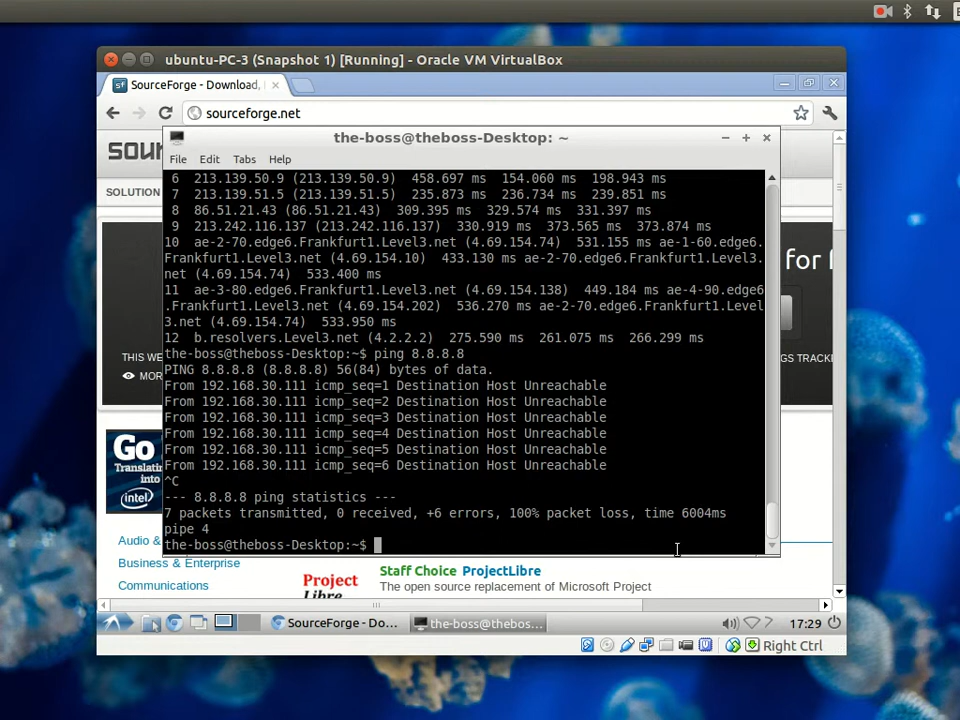 ubuntu-PC-3 (Snapshot 1) [Running] - Oracle VM VirtualBox
sf SourceForge - Download,
sourceforge.net
the-boss@theboss-Desktop: ~
File Edit Tabs Help
SOLUTION
6 213.139.50.9 (213.139.50.9) 458.697 ms 154.060 ms 198.943 ms
7 213.139.51.5 (213.139.51.5) 235.873 ms 236.734 ms 239.851 ms
8 86.51.21.43 (86.51.21.43) 309.395 ms 329.574 ms 331.397 ms
9 213.242.116.137 (213.242.116.137) 330.919 ms 373.565 ms 373.874 ms
10 ae-2-70.edge6.Frankfurt1.Level3.net (4.69.154.74) 531.155 ms ae-1-60.edge6.
Frankfurt1.Level3.net (4.69.154.10) 433.130 ms ae-2-70.edge6.Frankfurt1.Level3.
net (4.69.154.74) 533.400 ms
11 ae-3-80.edge6.Frankfurt1.Level3.net (4.69.154.138) 449.184 ms ae-4-90.edge6
.Frankfurt1.Level3.net (4.69.154.202) 536.270 ms ae-2-70.edge6.Frankfurt1.Level
3.net (4.69.154.74) 533.950 ms
12 b.resolvers.Level3.net (4.2.2.2) 275.590 ms 261.075 ms 266.299 ms
the-boss@theboss-Desktop:~$ ping 8.8.8.8
PING 8.8.8.8 (8.8.8.8) 56(84) bytes of data.
From 192.168.30.111 icmp_seq=1 Destination Host Unreachable
From 192.168.30.111 icmp_seq=2 Destination Host Unreachable
From 192.168.30.111 icmp_seq=3 Destination Host Unreachable
From 192.168.30.111 icmp_seq=4 Destination Host Unreachable
From 192.168.30.111 icmp_seq=5 Destination Host Unreachable
From 192.168.30.111 icmp_seq=6 Destination Host Unreachable
^C
--- 8.8.8.8 ping statistics ---
7 packets transmitted, 0 received, +6 errors, 100% packet loss, time 6004ms
pipe 4
the-boss@theboss-Desktop:~$
for
THIS WE
MOR
GS TRACK
Go
Translatin
into
intel
Audio &
Business & Enterprise
Communications
Project
Libre
Staff Choice ProjectLibre
The open source replacement of Microsoft Project
SourceForge - Do...
the-boss@thebos...
17:29
Right Ctrl